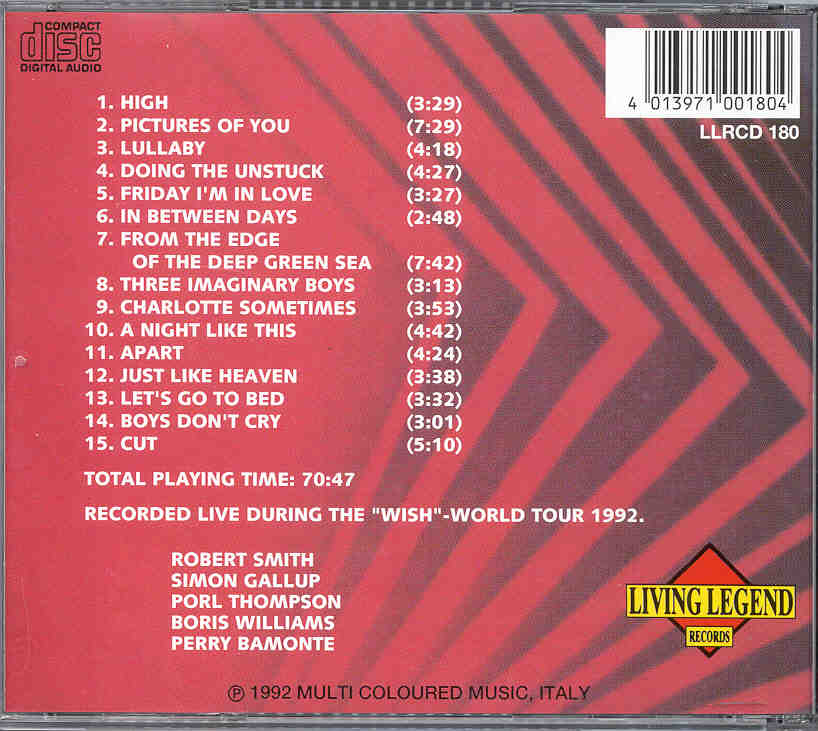 COMPACT
disc
DIGITAL AUDIO
4 013971 001804
LLRCD 180
1. HIGH (3:29)
2. PICTURES OF YOU (7:29)
3. LULLABY (4:18)
4. DOING THE UNSTUCK (4:27)
5. FRIDAY I'M IN LOVE (3:27)
6. IN BETWEEN DAYS (2:48)
7. FROM THE EDGE
OF THE DEEP GREEN SEA (7:42)
8. THREE IMAGINARY BOYS (3:13)
9. CHARLOTTE SOMETIMES (3:53)
10. A NIGHT LIKE THIS (4:42)
11. APART (4:24)
12. JUST LIKE HEAVEN (3:38)
13. LET'S GO TO BED (3:32)
14. BOYS DON'T CRY (3:01)
15. CUT (5:10)
TOTAL PLAYING TIME: 70:47
RECORDED LIVE DURING THE "WISH"-WORLD TOUR 1992.
ROBERT SMITH
SIMON GALLUP
PORL THOMPSON
BORIS WILLIAMS
PERRY BAMONTE
LIVING LEGEND
RECORDS
℗ 1992 MULTI COLOURED MUSIC, ITALY